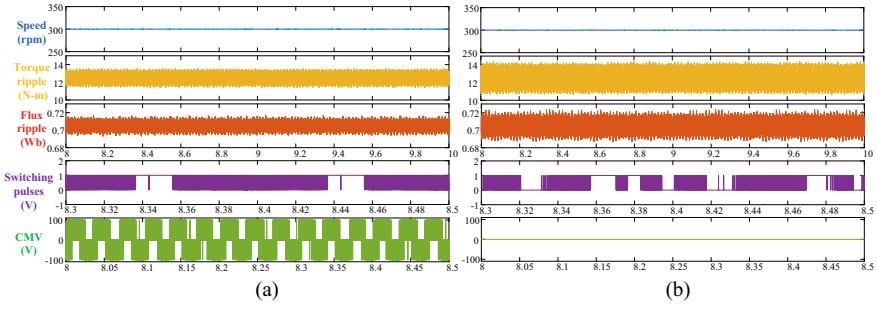 Speed
(rpm)
350
300
250
350
300
250
Torque
ripple
(N-m)
14
12
10
14
12
10
Flux
ripple
(Wb)
0.72
0.7
0.68
8 8.2 8.4 8.6 8.8 9 9.2 9.4 9.6 9.8 10
0.72
0.7
0.68
8 8.2 8.4 8.6 8.8 9 9.2 9.4 9.6 9.8 10
Switching
pulses
(V)
2
1
0
-1
8.3 8.32 8.34 8.36 8.38 8.4 8.42 8.44 8.46 8.48 8.5
2
1
0
-1
8.3 8.32 8.34 8.36 8.38 8.4 8.42 8.44 8.46 8.48 8.5
CMV
(V)
100
0
-100
8 8.05 8.1 8.15 8.2 8.25 8.3 8.35 8.4 8.45 8.5
100
0
-100
8 8.05 8.1 8.15 8.2 8.25 8.3 8.35 8.4 8.45 8.5
(a) (b)